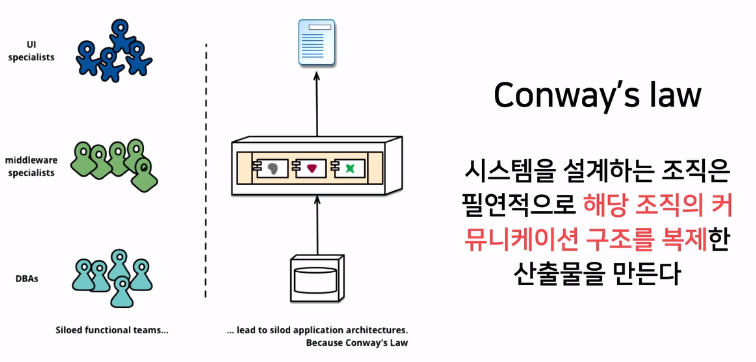 UI
specialists
middleware
specialists
DBAs
Siloed functional teams...
... lead to silod application architectures.
Because Conway's Law
Conway's law
시스템을 설계하는 조직은
필연적으로 해당 조직의 커
뮤니케이션 구조를 복제한
산출물을 만든다